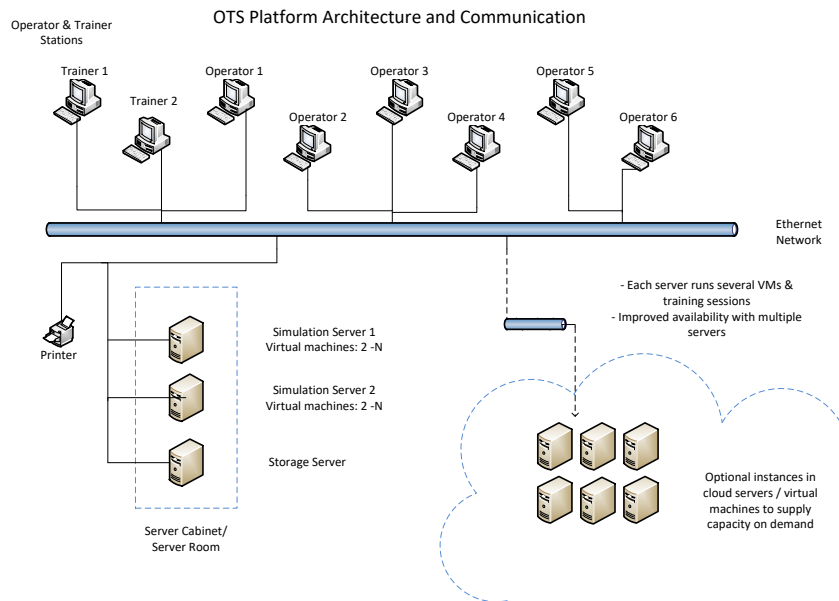 OTS Platform Architecture and Communication
Operator & Trainer
Stations
Trainer 1
Trainer 2
Operator 1
Operator 2
Operator 3
Operator 4
Operator 5
Operator 6
Ethernet
Network
Printer
Simulation Server 1
Virtual machines: 2 -N
Simulation Server 2
Virtual machines: 2 -N
Storage Server
Server Cabinet/
Server Room
- Each server runs several VMs &
training sessions
- Improved availability with multiple
servers
Optional instances in
cloud servers / virtual
machines to supply
capacity on demand